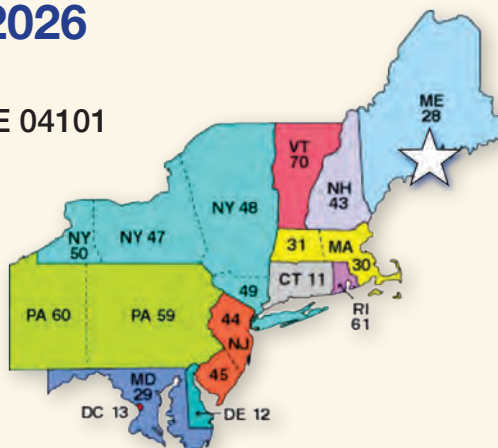 2026
E 04101
ME
28
VT
70
NH
43
NY 48
NY
50
NY 47
31
MA
30
CT 11
49
RI
61
PA 60
PA 59
44
NJ
45
MD
29
DC 13
DE 12